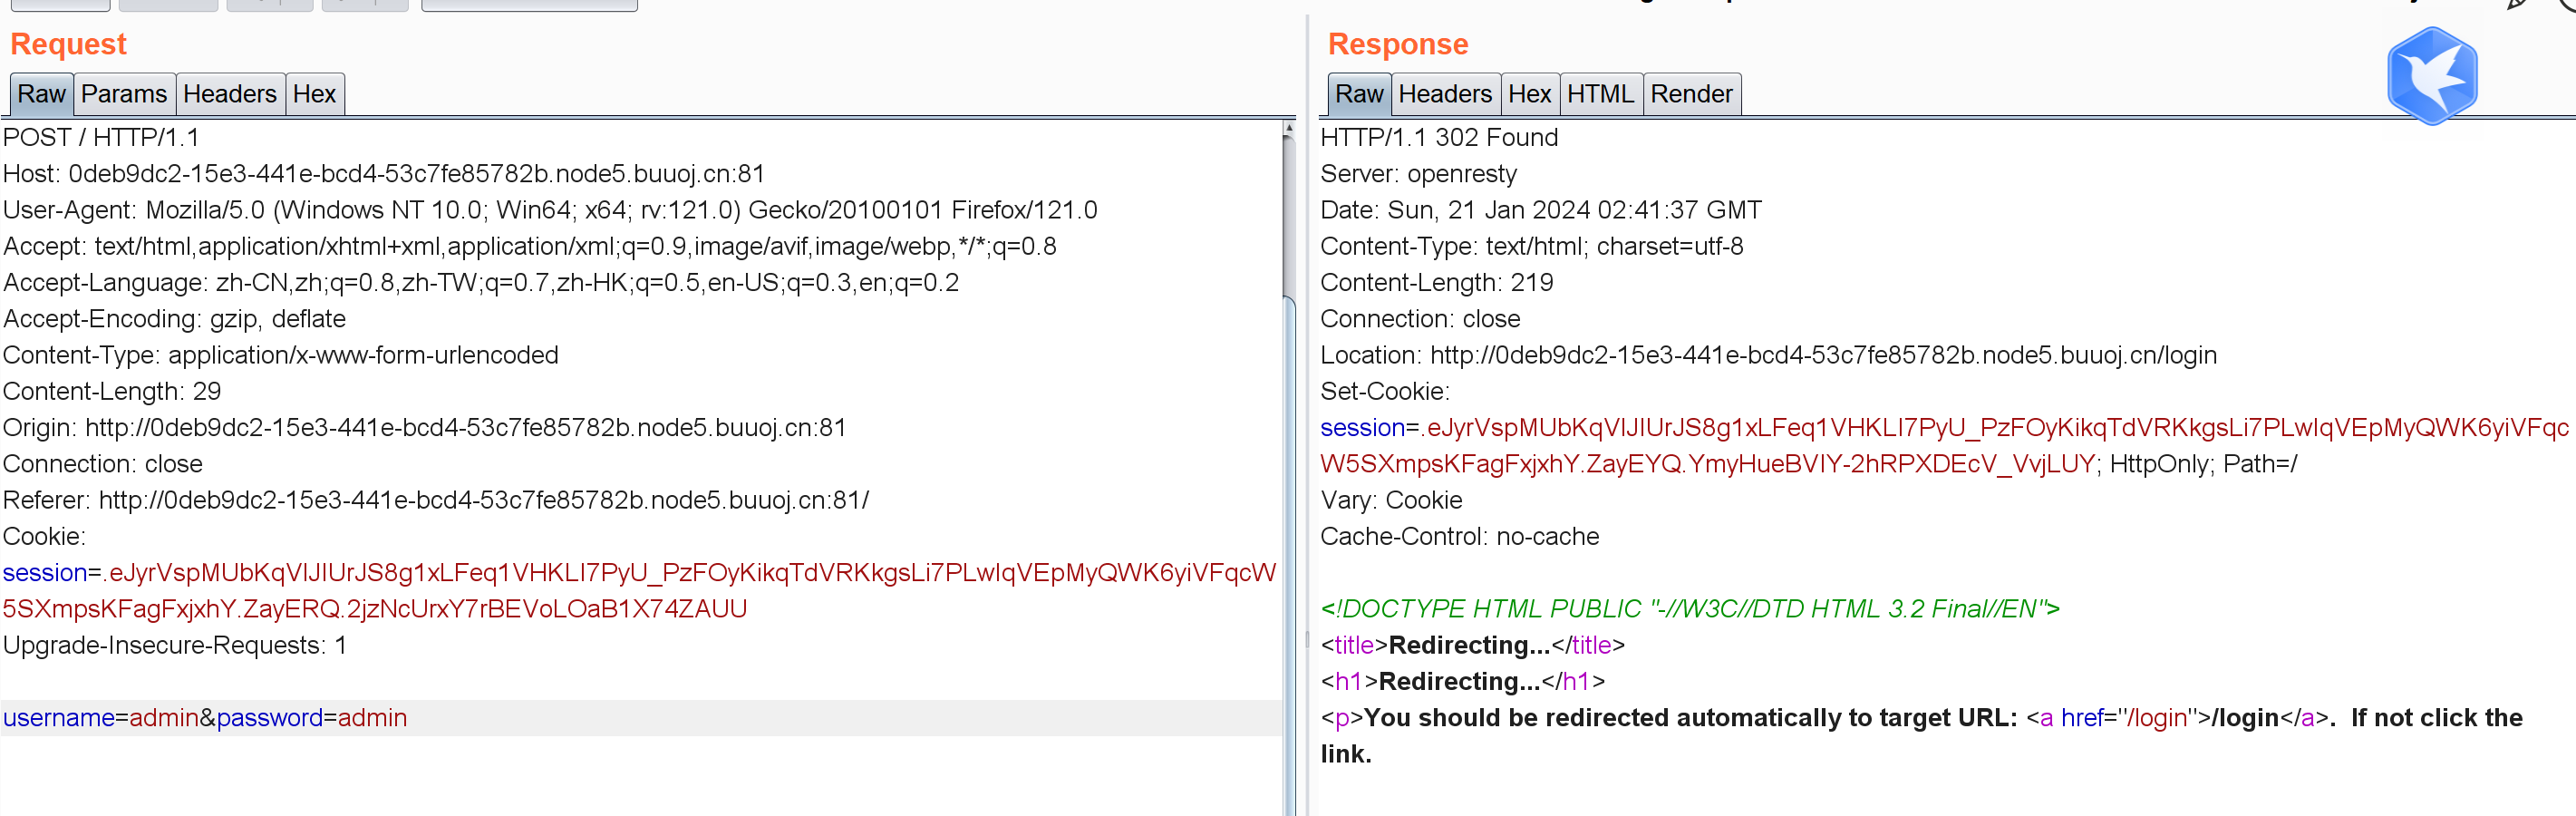 Request
Raw Params Headers Hex
POST / HTTP/1.1
Host: 0deb9dc2-15e3-441e-bcd4-53c7fe85782b.node5.buuoj.cn:81
User-Agent: Mozilla/5.0 (Windows NT 10.0; Win64; x64; rv:121.0) Gecko/20100101 Firefox/121.0
Accept: text/html,application/xhtml+xml,application/xml;q=0.9,image/avif,image/webp,*/*;q=0.8
Accept-Language: zh-CN,zh;q=0.8,zh-TW;q=0.7,zh-HK;q=0.5,en-US;q=0.3,en;q=0.2
Accept-Encoding: gzip, deflate
Content-Type: application/x-www-form-urlencoded
Content-Length: 29
Origin: http://0deb9dc2-15e3-441e-bcd4-53c7fe85782b.node5.buuoj.cn:81
Connection: close
Referer: http://0deb9dc2-15e3-441e-bcd4-53c7fe85782b.node5.buuoj.cn:81/
Cookie:
session=.eJyrVspMUbKqVlJIUrJS8g1xLFeq1VHKLI7PyU_PzFOyKikqTdVRKkgsLi7PLwIqVEpMyQWK6yiVFqcW
5SXmpsKFagFxjxhY.ZayERQ.2jzNcUrxY7rBEVoLOaB1X74ZAUU
Upgrade-Insecure-Requests: 1
username=admin&password=admin
Response
Raw Headers Hex HTML Render
HTTP/1.1 302 Found
Server: openresty
Date: Sun, 21 Jan 2024 02:41:37 GMT
Content-Type: text/html; charset=utf-8
Content-Length: 219
Connection: close
Location: http://0deb9dc2-15e3-441e-bcd4-53c7fe85782b.node5.buuoj.cn/login
Set-Cookie:
session=.eJyrVspMUbKqVlJIUrJS8g1xLFeq1VHKLI7PyU_PzFOyKikqTdVRKkgsLi7PLwIqVEpMyQWK6yiVFqc
W5SXmpsKFagFxjxhY.ZayEYQ.YmyHueBVIY-2hRPXDEcV_VvjLUY; HttpOnly; Path=/
Vary: Cookie
Cache-Control: no-cache
<!DOCTYPE HTML PUBLIC "-//W3C//DTD HTML 3.2 Final//EN">
<title>Redirecting...</title>
<h1>Redirecting...</h1>
<p>You should be redirected automatically to target URL: <a href="/login">/login</a>.  If not click the
link.